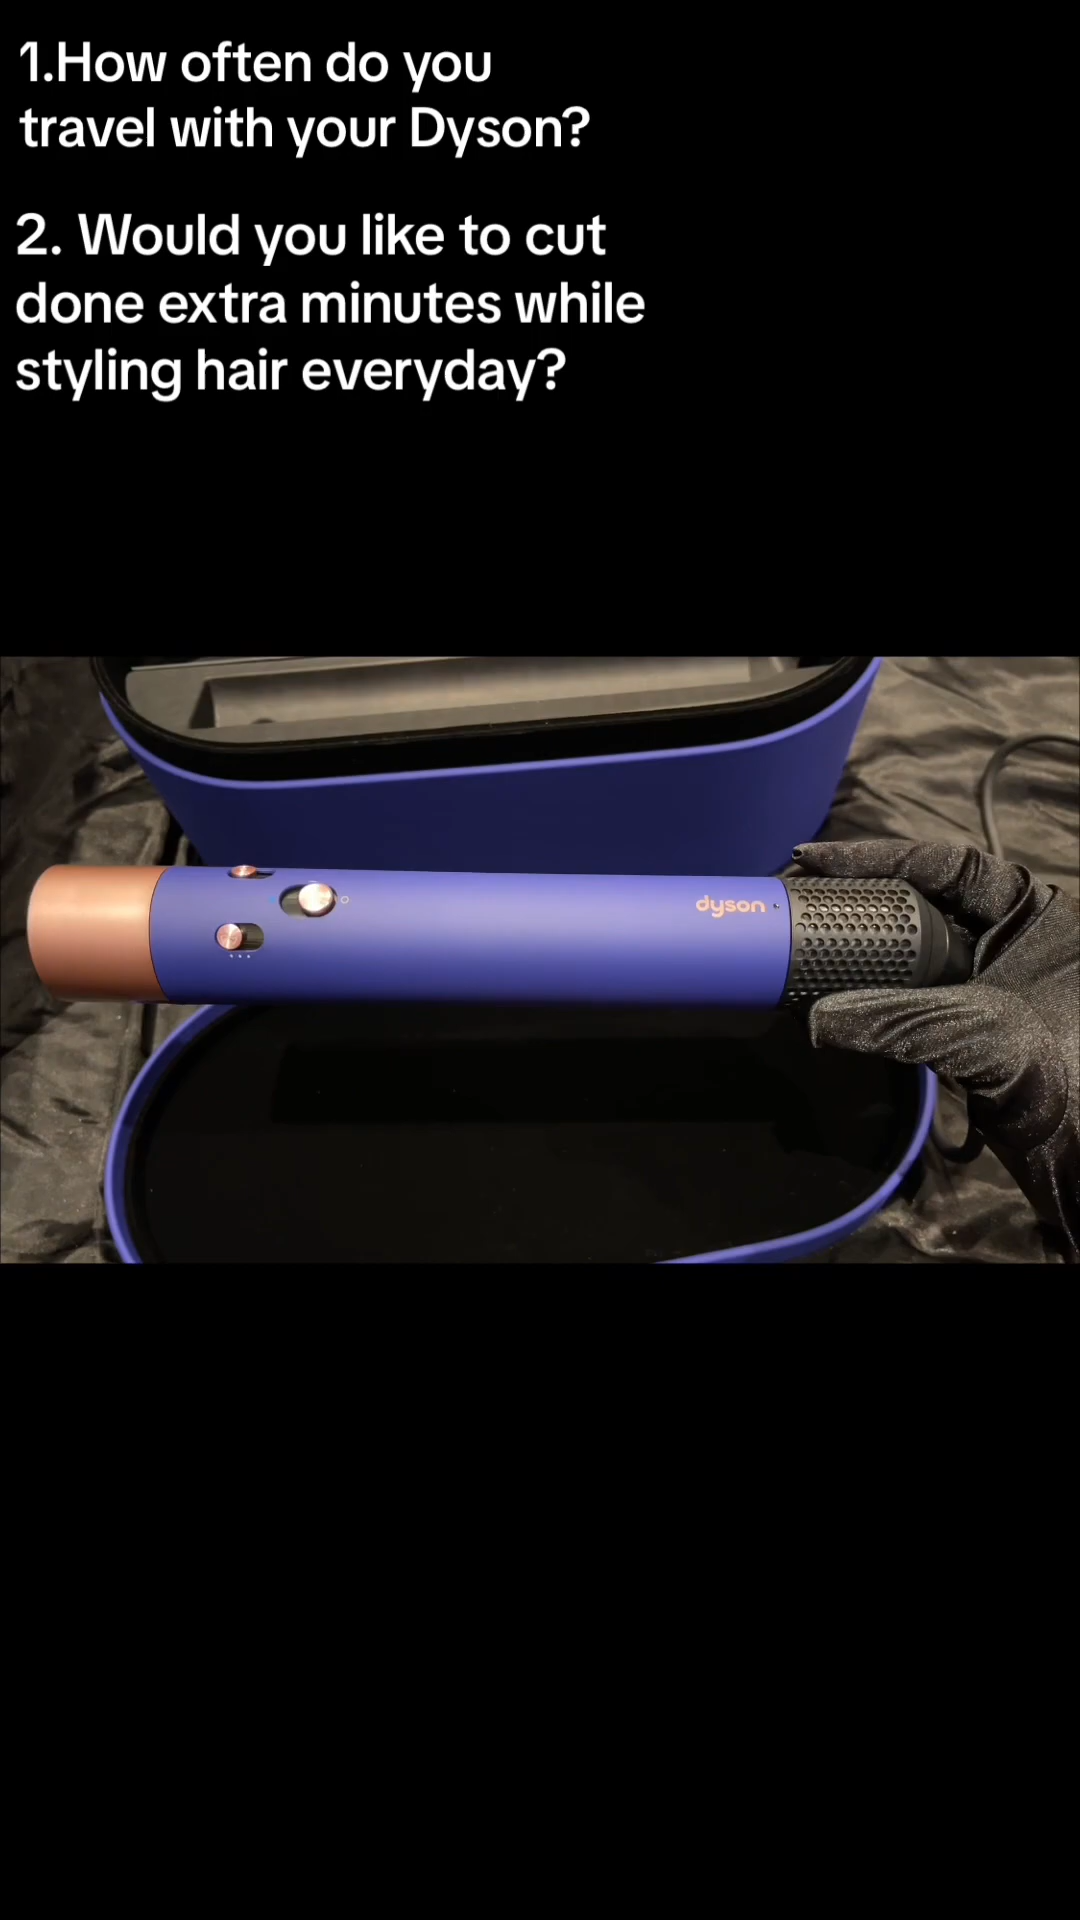 1.How often do you
travel with your Dyson?
2. Would you like to cut
done extra minutes while
styling hair everyday?
dyson